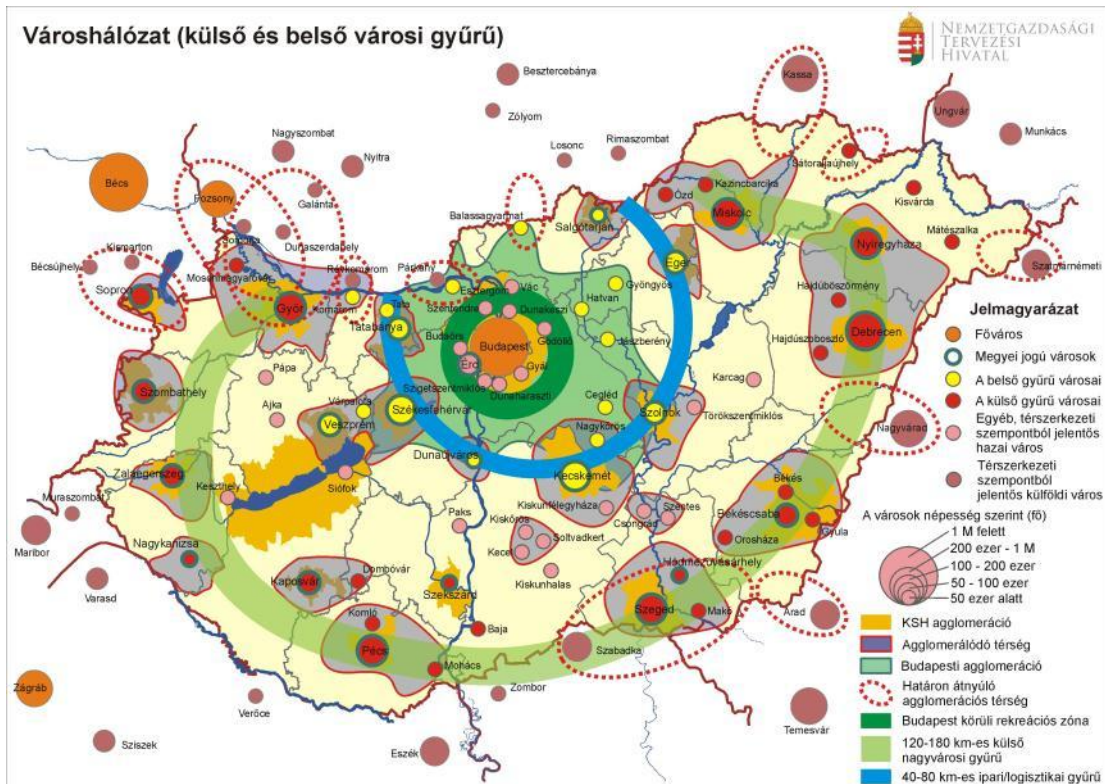 Városhálózat (külső és belső városi gyűrű)
NEMZETGAZDASÁGI
TERVEZÉSI
HIVATAL
Besztercebánya
Kassa
Zólyom
Ungvár
Munkács
Nagyszombat
Nyitra
Losonc
Rimaszombat
Sátoraljaújhely
Bécs
Pozsony
Galánta
Ózd
Kazincbarcika
Kisvárda
Balassagyarmat
Salgótarján
Miskolc
Somorja
Dunaszerdahely
Nyíregyháza
Mátészalka
Kismarton
Bécsújhely
Mosonmagyaróvár
Révkomárom
Párkány
Eger
Szatmárnémeti
Sopron
Esztergom
Vác
Gyöngyös
Hajdúböszörmény
Győr
Komárom
Tata
Szentendre
Dunakeszi
Hatvan
Tatabánya
Gödöllő
Debrecen
Budaörs
Budapest
Jászberény
Hajdúszoboszló
Érd
Gyál
Pápa
Szigetszentmiklós
Karcag
Szombathely
Dunaharaszti
Ajka
Várpalota
Székesfehérvár
Cegléd
Szolnok
Törökszentmiklós
Veszprém
Nagykőrös
Nagyvárad
Dunaújváros
Zalaegerszeg
Keszthely
Siófok
Kecskemét
Békés
Muraszombat
Kiskunfélegyháza
Szentes
Csongrád
Békéscsaba
Maribor
Paks
Kiskőrös
Gyula
Nagykanizsa
Soltvadkert
Orosháza
Kecel
Hódmezővásárhely
Varasd
Kaposvár
Dombóvár
Kiskunhalas
Szekszárd
Komló
Szeged
Makó
Arad
Baja
Pécs
Szabadka
Mohács
Zágráb
Zombor
Verőce
Temesvár
Sziszek
Eszék
Jelmagyarázat
Főváros
Megyei jogú városok
A belső gyűrű városai
A külső gyűrű városai
Egyéb, térszerkezeti
szempontból jelentős
hazai város
Térszerkezeti
szempontból
jelentős külföldi város
A városok népesség szerint (fő)
1 M felett
200 ezer - 1 M
100 - 200 ezer
50 - 100 ezer
50 ezer alatt
KSH agglomeráció
Agglomerálódó térség
Budapesti agglomeráció
Határon átnyúló
agglomerációs térség
Budapest körüli rekreációs zóna
120-180 km-es külső
nagyvárosi gyűrű
40-80 km-es ipari/logisztikai gyűrű